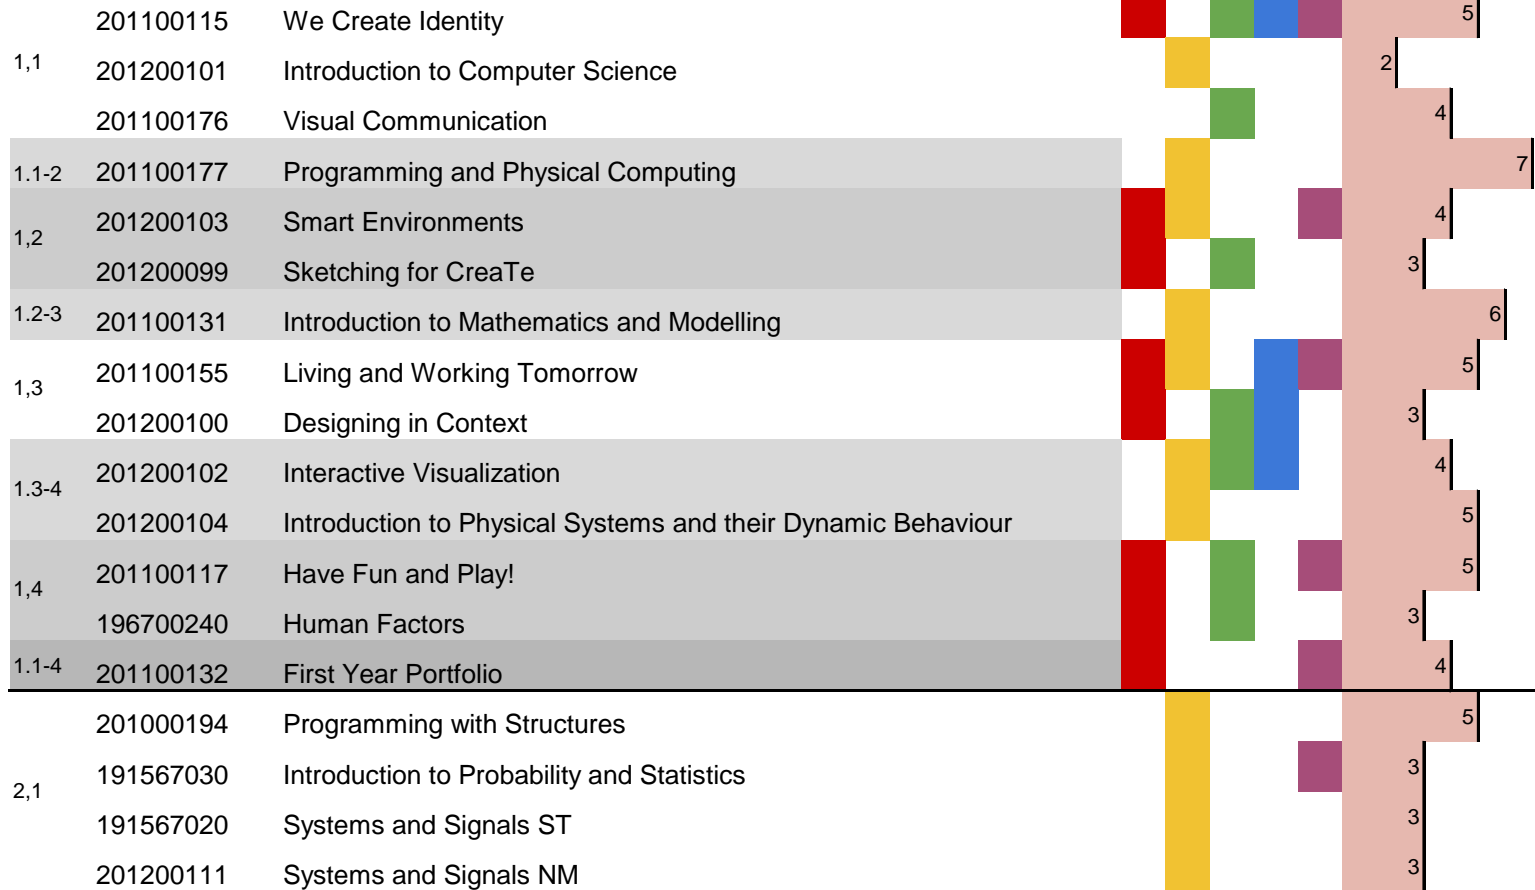 201100115 We Create Identity 5
1,1
201200101 Introduction to Computer Science 2
201100176 Visual Communication 4
1.1-2 201100177 Programming and Physical Computing 7
201200103 Smart Environments 4
1,2
201200099 Sketching for CreaTe 3
1.2-3 201100131 Introduction to Mathematics and Modelling 6
201100155 Living and Working Tomorrow 5
1,3
201200100 Designing in Context 3
201200102 Interactive Visualization 4
1.3-4
201200104 Introduction to Physical Systems and their Dynamic Behaviour 5
201100117 Have Fun and Play! 5
1,4
196700240 Human Factors 3
1.1-4 201100132 First Year Portfolio 4
201000194 Programming with Structures 5
191567030 Introduction to Probability and Statistics 3
2,1
191567020 Systems and Signals ST 3
201200111 Systems and Signals NM 3